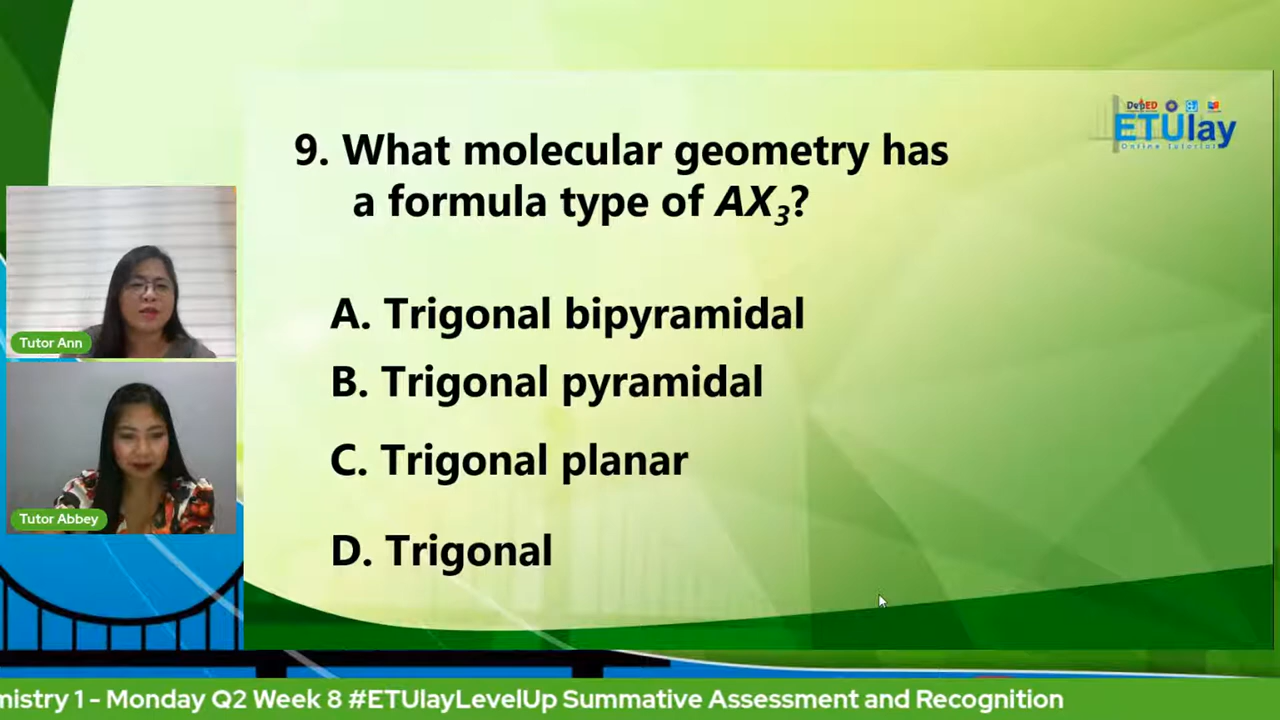 DepED
ETUlay
Online Tutorial
9. What molecular geometry has
a formula type of AX3?
A. Trigonal bipyramidal
B. Trigonal pyramidal
C. Trigonal planar
D. Trigonal
Tutor Ann
Tutor Abbey
mistry 1 - Monday Q2 Week 8 #ETUlayLevelUp Summative Assessment and Recognition